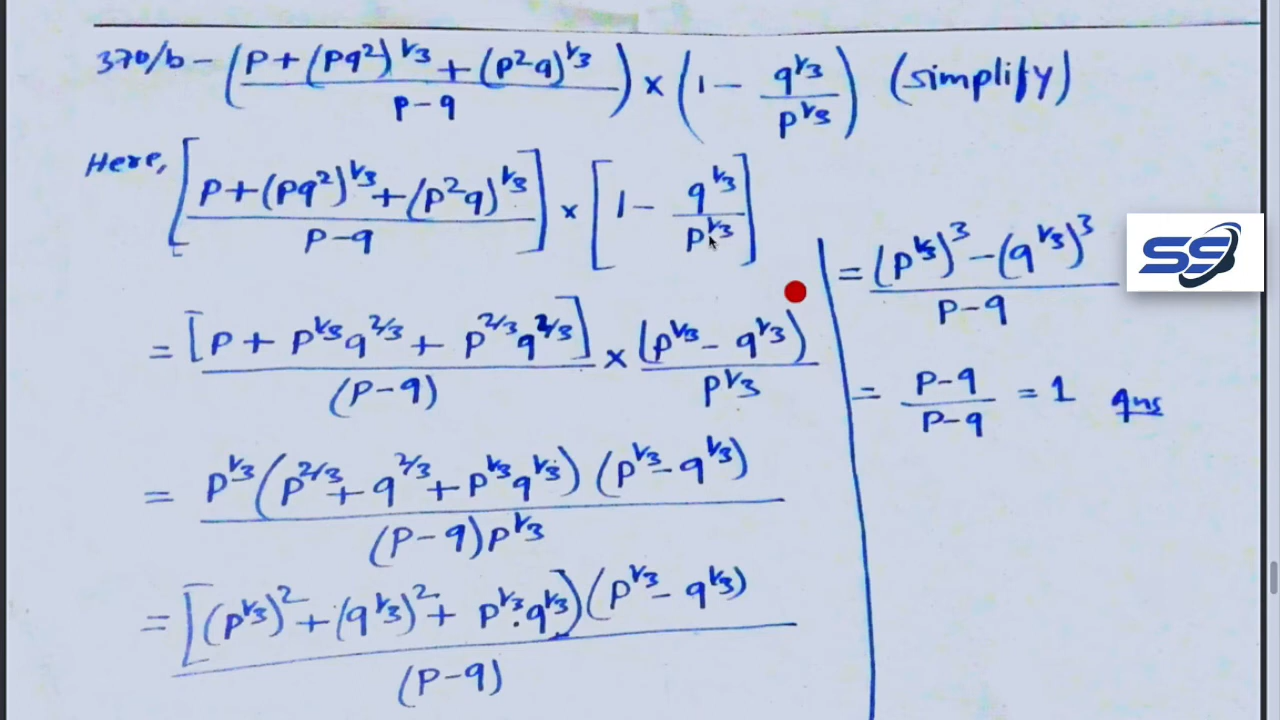 370/b - ((P + (Pq²)^1/3 + (P²q)^1/3) / (P - q)) × (1 - q^1/3 / P^1/3) (simplify)
Here, [(P + (Pq²)^1/3 + (P²q)^1/3) / (P - q)] × [1 - q^1/3 / P^1/3]
= [P + P^1/3 q^2/3 + P^2/3 q^2/3] / (P - q) × (P^1/3 - q^1/3) / P^1/3
= P^1/3 (P^2/3 + q^2/3 + P^1/3 q^1/3) (P^1/3 - q^1/3) / (P - q) P^1/3
= [(P^1/3)² + (q^1/3)² + P^1/3 . q^1/3) (P^1/3 - q^1/3) / (P - q)
= (P^1/3)³ - (q^1/3)³ / P - q
= P - q / P - q = 1 ans
SS